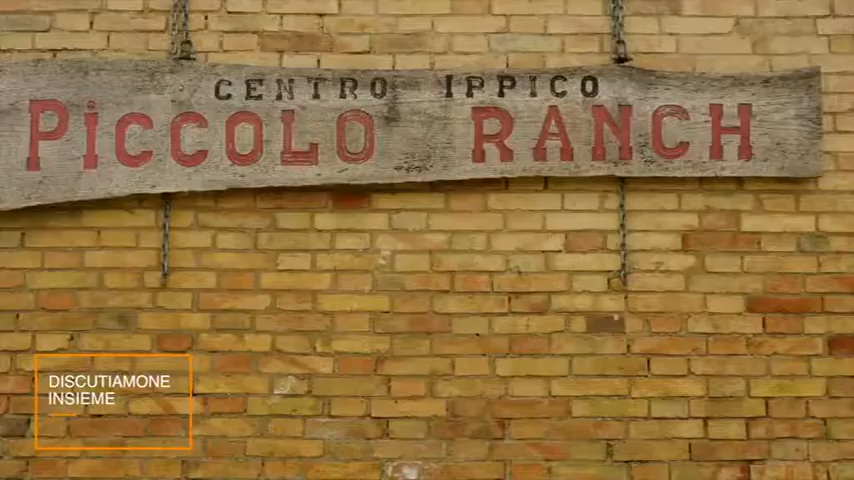 CENTRO IPPICO
PiCCOLO RANCH
DISCUTIAMONE
INSIEME